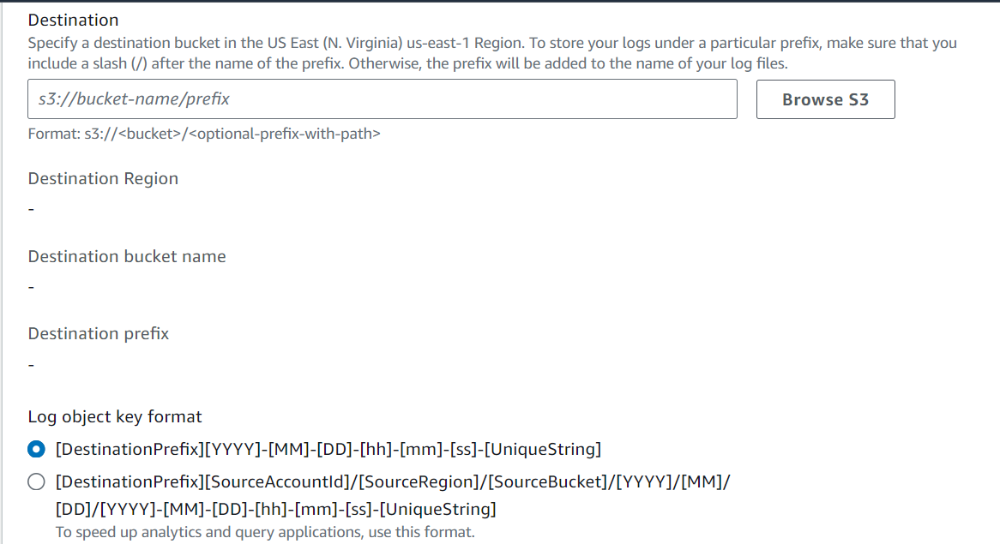 Destination
Specify a destination bucket in the US East (N. Virginia) us-east-1 Region. To store your logs under a particular prefix, make sure that you
include a slash (/) after the name of the prefix. Otherwise, the prefix will be added to the name of your log files.
s3://bucket-name/prefix
Browse S3
Format: s3://<bucket>/<optional-prefix-with-path>
Destination Region
-
Destination bucket name
-
Destination prefix
-
Log object key format
[DestinationPrefix][YYYY]-[MM]-[DD]-[hh]-[mm]-[ss]-[UniqueString]
[DestinationPrefix][SourceAccountId]/[SourceRegion]/[SourceBucket]/[YYYY]/[MM]/
[DD]/[YYYY]-[MM]-[DD]-[hh]-[mm]-[ss]-[UniqueString]
To speed up analytics and query applications, use this format.